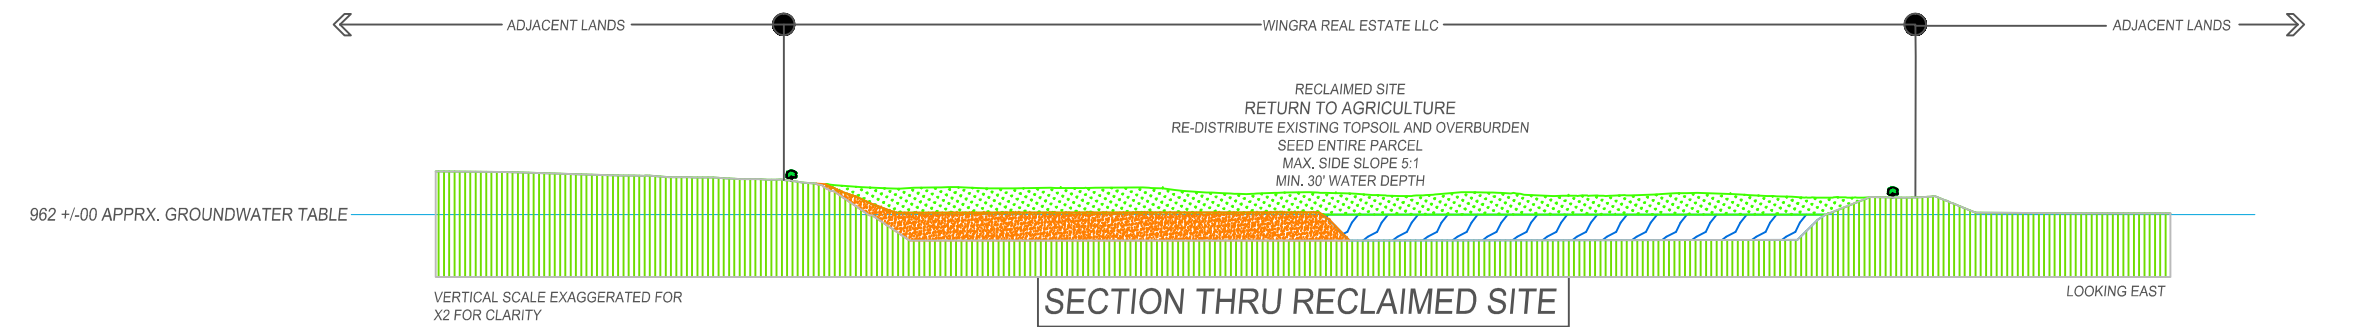 ADJACENT LANDS
WINGRA REAL ESTATE LLC
ADJACENT LANDS
RECLAIMED SITE
RETURN TO AGRICULTURE
RE-DISTRIBUTE EXISTING TOPSOIL AND OVERBURDEN
SEED ENTIRE PARCEL
MAX. SIDE SLOPE 5:1
MIN. 30' WATER DEPTH
962 +/-00 APPRX. GROUNDWATER TABLE
VERTICAL SCALE EXAGGERATED FOR
X2 FOR CLARITY
SECTION THRU RECLAIMED SITE
LOOKING EAST